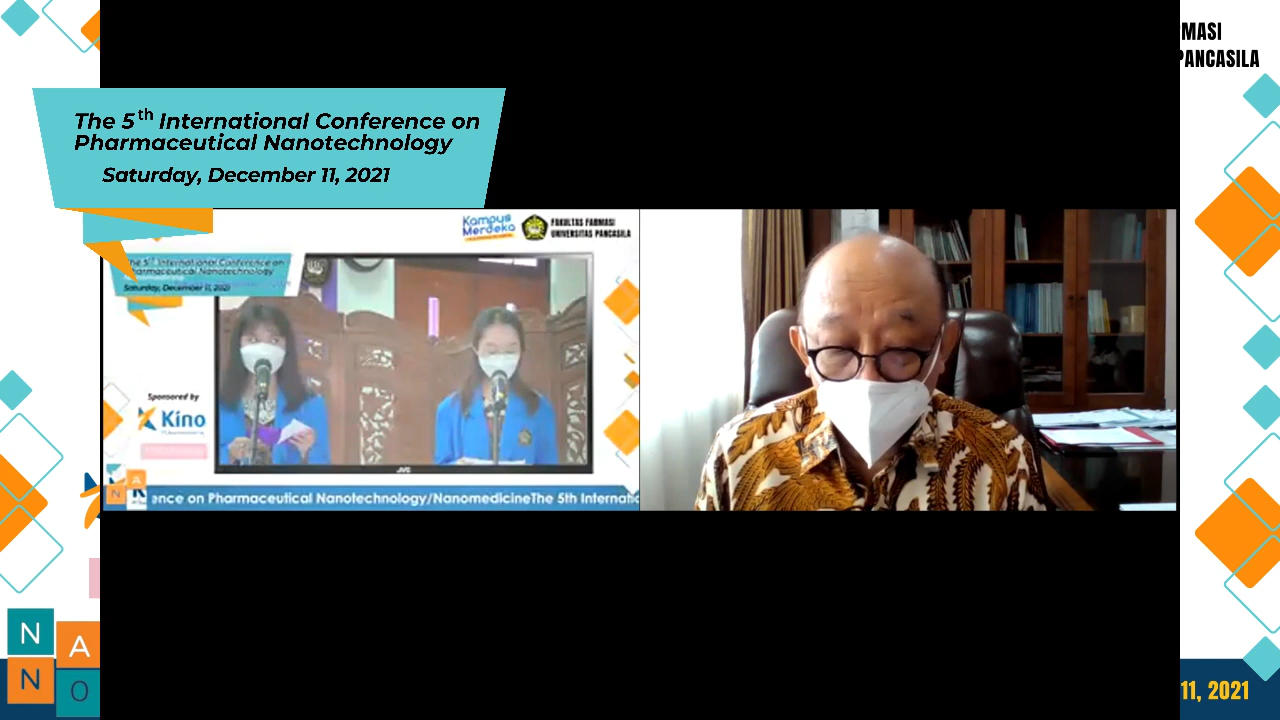 MASI
PANCASILA
The 5th International Conference on
Pharmaceutical Nanotechnology
Saturday, December 11, 2021
Kampus
Merdeka
FAKULTAS FARMASI
UNIVERSITAS PANCASILA
The 5th International Conference on
Pharmaceutical Nanotechnology
Saturday, December 11, 2021
Sponsored by
Kino
JVC
ence on Pharmaceutical Nanotechnology/NanomedicineThe 5th Internatio
N A
N O
11, 2021